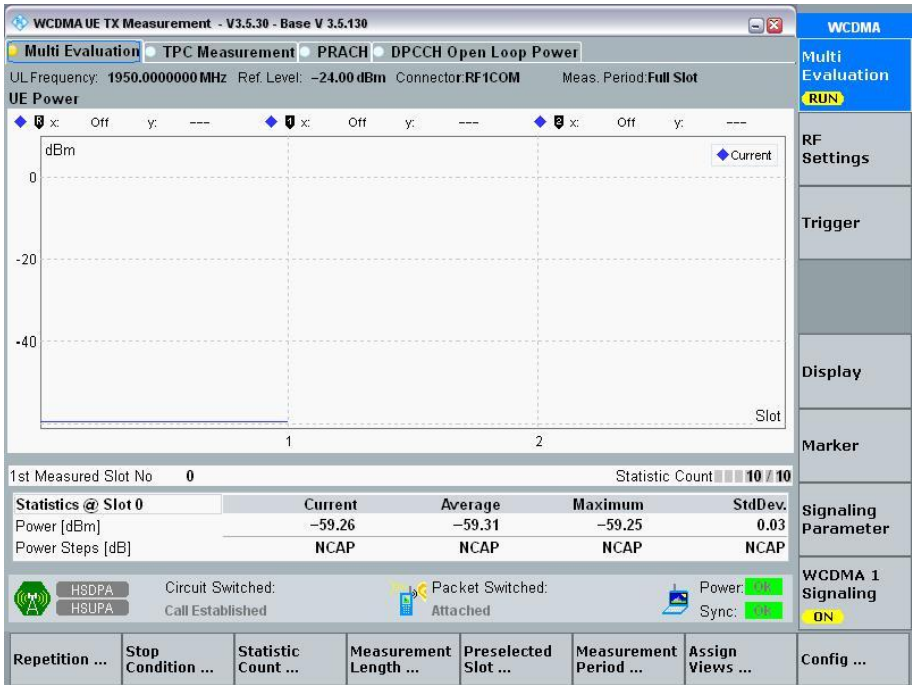 WCDMA UE TX Measurement - V3.5.30 - Base V 3.5.130
WCDMA
Multi Evaluation TPC Measurement PRACH DPCCH Open Loop Power
UL Frequency: 1950.0000000 MHz Ref. Level: −24.00 dBm Connector:RF1COM Meas. Period:Full Slot
UE Power
R x: Off y: --- 1 x: Off y: --- 2 x: Off y: ---
dBm
Current
0
-20
-40
Slot
1 2
1st Measured Slot No 0 Statistic Count 10 / 10
Statistics @ Slot 0 Current Average Maximum StdDev.
Power [dBm] −59.26 −59.31 −59.25 0.03
Power Steps [dB] NCAP NCAP NCAP NCAP
HSDPA Circuit Switched: Packet Switched: Power: OK
HSUPA Call Established Attached Sync: OK
Multi
Evaluation
RUN
RF
Settings
Trigger
Display
Marker
Signaling
Parameter
WCDMA 1
Signaling
ON
Repetition ...
Stop
Condition ...
Statistic
Count ...
Measurement
Length ...
Preselected
Slot ...
Measurement
Period ...
Assign
Views ...
Config ...